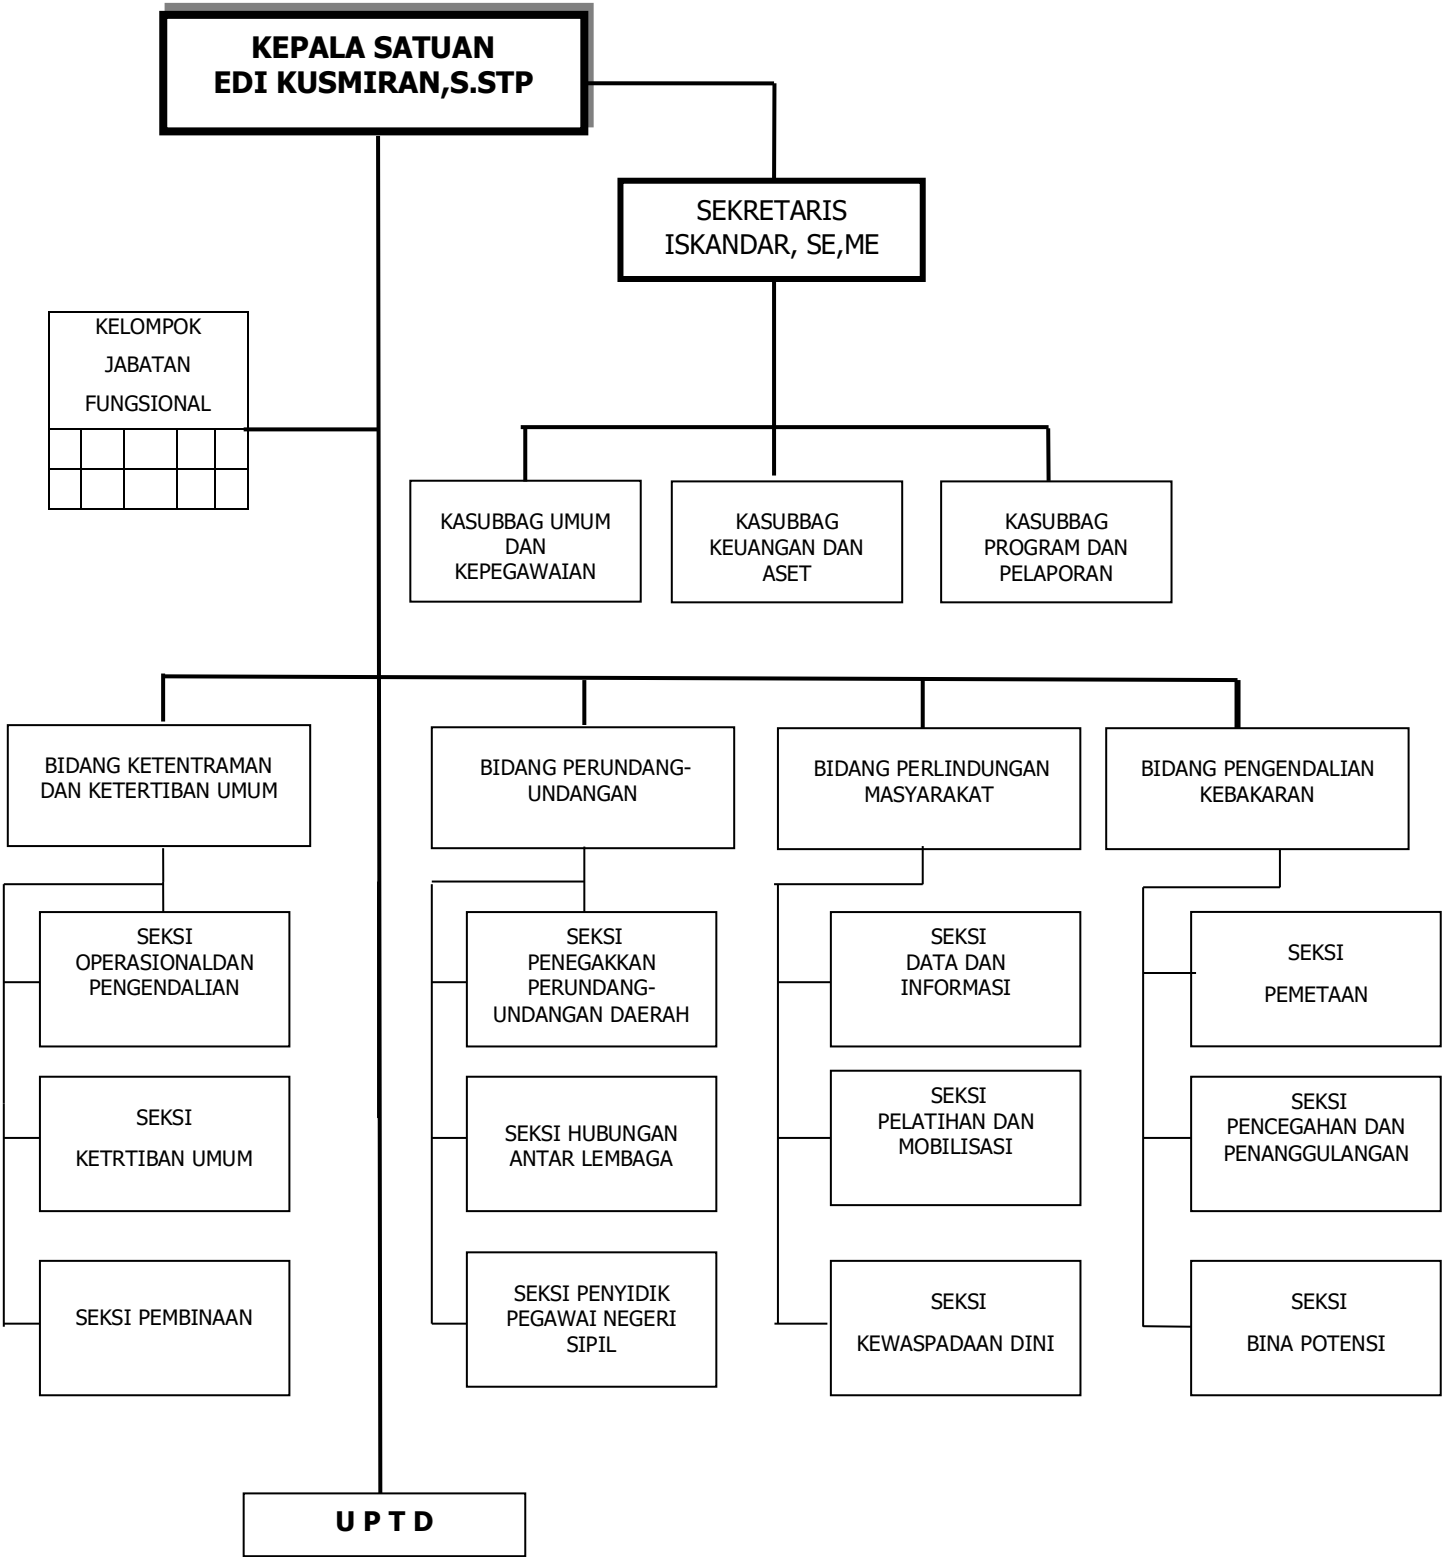 KEPALA SATUAN
EDI KUSMIRAN,S.STP
SEKRETARIS
ISKANDAR, SE,ME
KELOMPOK
JABATAN
FUNGSIONAL
KASUBBAG UMUM
DAN
KEPEGAWAIAN
KASUBBAG
KEUANGAN DAN
ASET
KASUBBAG
PROGRAM DAN
PELAPORAN
BIDANG KETENTRAMAN
DAN KETERTIBAN UMUM
BIDANG PERUNDANG-
UNDANGAN
BIDANG PERLINDUNGAN
MASYARAKAT
BIDANG PENGENDALIAN
KEBAKARAN
SEKSI
OPERASIONALDAN
PENGENDALIAN
SEKSI
PENEGAKKAN
PERUNDANG-
UNDANGAN DAERAH
SEKSI
DATA DAN
INFORMASI
SEKSI
PEMETAAN
SEKSI
KETRTIBAN UMUM
SEKSI HUBUNGAN
ANTAR LEMBAGA
SEKSI
PELATIHAN DAN
MOBILISASI
SEKSI
PENCEGAHAN DAN
PENANGGULANGAN
SEKSI PEMBINAAN
SEKSI PENYIDIK
PEGAWAI NEGERI
SIPIL
SEKSI
KEWASPADAAN DINI
SEKSI
BINA POTENSI
U P T D